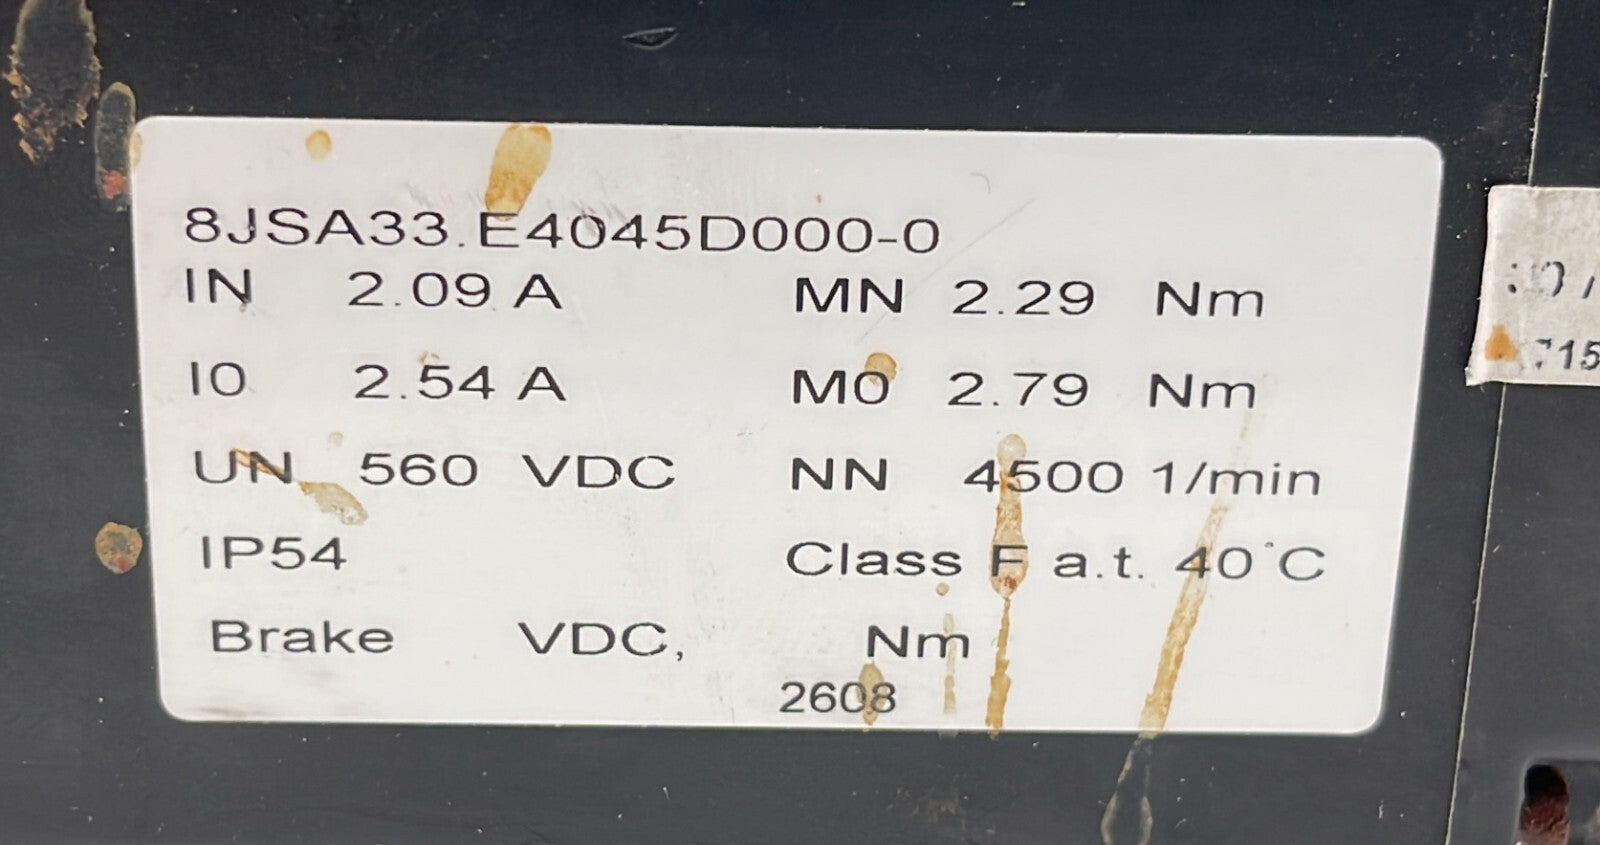 8JSA33.E4045D000-0
IN 2.09 A MN 2.29 Nm
I0 2.54 A M0 2.79 Nm
UN 560 VDC NN 4500 1/min
IP54 Class F a.t. 40°C
Brake VDC, Nm
2608